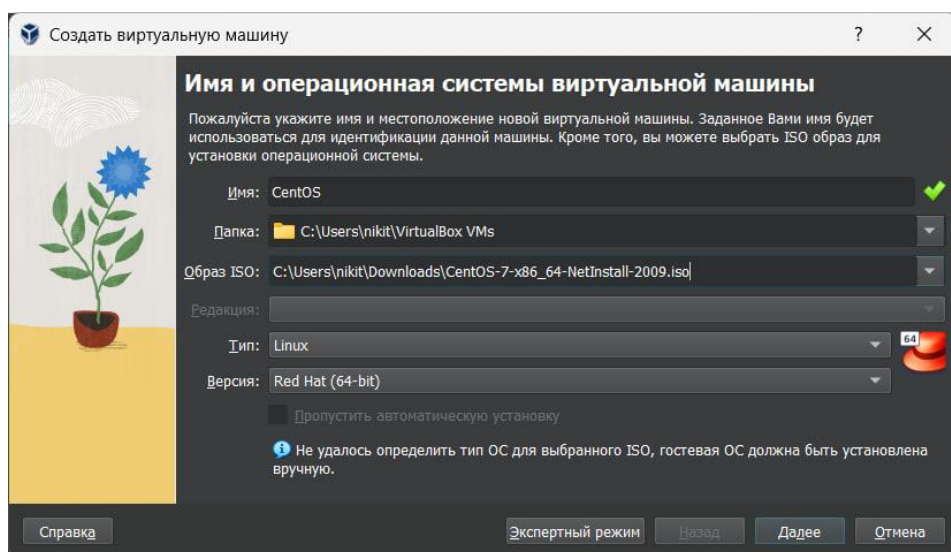 Создать виртуальную машину
?
Имя и операционная системы виртуальной машины
Пожалуйста укажите имя и местоположение новой виртуальной машины. Заданное Вами имя будет
использоваться для идентификации данной машины. Кроме того, вы можете выбрать ISO образ для
установки операционной системы.
Имя: CentOS
Папка: C:\Users\nikit\VirtualBox VMs
Образ ISO: C:\Users\nikit\Downloads\CentOS-7-x86_64-NetInstall-2009.iso
Редакция:
Тип: Linux
64
Версия: Red Hat (64-bit)
Пропустить автоматическую установку
Не удалось определить тип ОС для выбранного ISO, гостевая ОС должна быть установлена
вручную.
Справка Экспертный режим Назад Далее Отмена